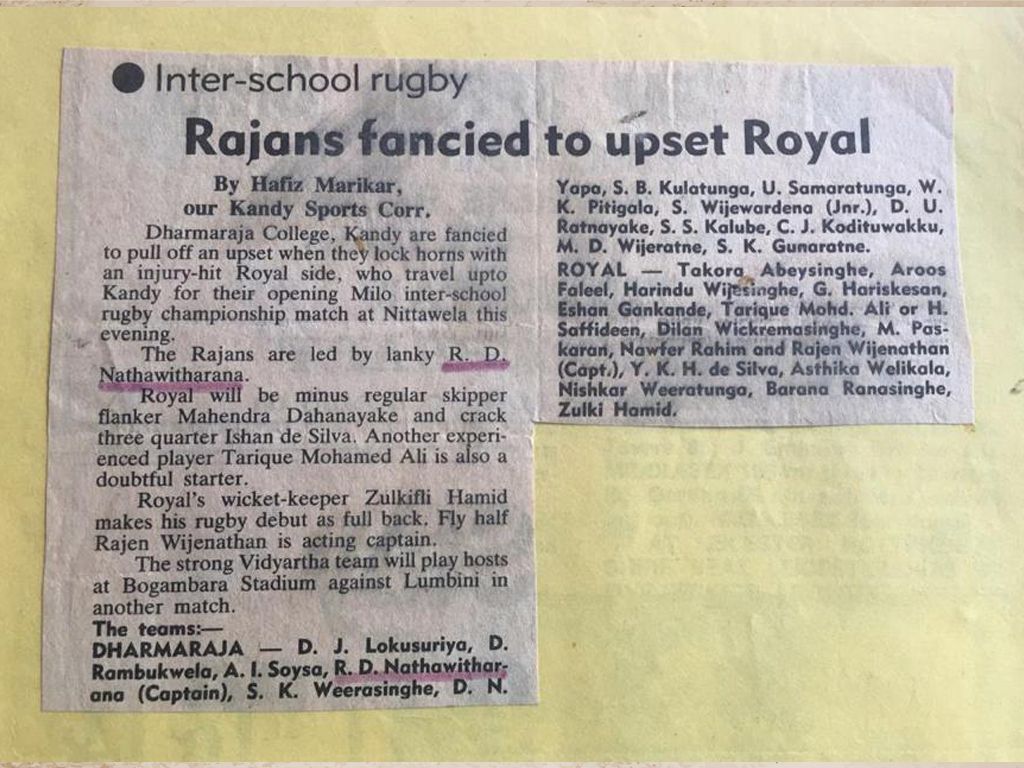 ● Inter-school rugby
Rajans fancied to upset Royal
By Hafiz Marikar,
our Kandy Sports Corr.
Dharmaraja College, Kandy are fancied
to pull off an upset when they lock horns with
an injury-hit Royal side, who travel upto
Kandy for their opening Milo inter-school
rugby championship match at Nittawela this
evening.
The Rajans are led by lanky R. D.
Nathawitharana.
Royal will be minus regular skipper
flanker Mahendra Dahanayake and crack
three quarter Ishan de Silva. Another experi-
enced player Tarique Mohamed Ali is also a
doubtful starter.
Royal's wicket-keeper Zulkifli Hamid
makes his rugby debut as full back. Fly half
Rajen Wijenathan is acting captain.
The strong Vidyartha team will play hosts
at Bogambara Stadium against Lumbini in
another match.
The teams:—
DHARMARAJA — D. J. Lokusuriya, D.
Rambukwela, A. I. Soysa, R. D. Nathawithar-
ana (Captain), S. K. Weerasinghe, D. N.
Yapa, S. B. Kulatunga, U. Samaratunga, W.
K. Pitigala, S. Wijewardena (Jnr.), D. U.
Ratnayake, S. S. Kalube, C. J. Kodituwakku,
M. D. Wijeratne, S. K. Gunaratne.
ROYAL — Takora Abeysinghe, Aroos
Faleel, Harindu Wijesinghe, G. Hariskesan,
Eshan Gankande, Tarique Mohd. Ali or H.
Saffideen, Dilan Wickremasinghe, M. Pas-
karan, Nawfer Rahim and Rajen Wijenathan
(Capt.), Y. K. H. de Silva, Asthika Welikala,
Nishkar Weeratunga, Barana Ranasinghe,
Zulki Hamid.